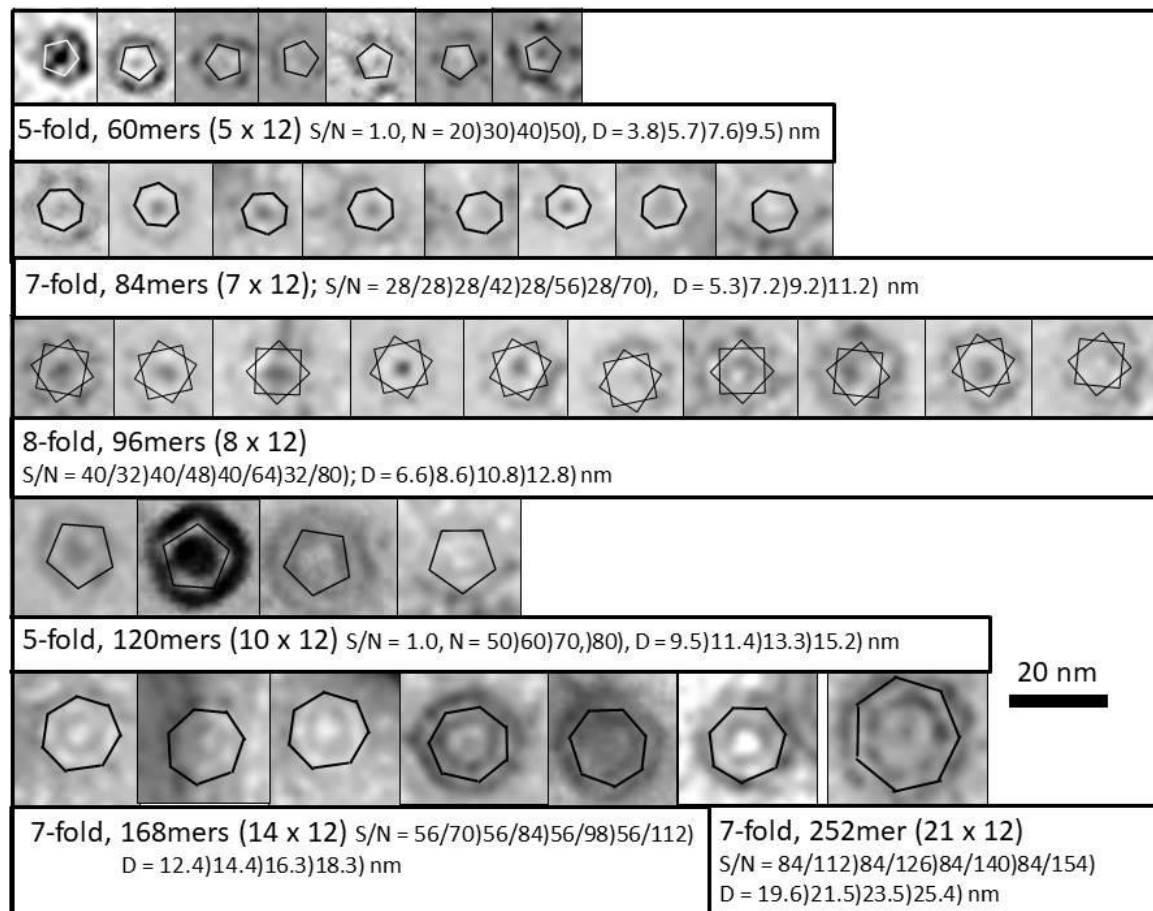 5-fold, 60mers (5 x 12) S/N = 1.0, N = 20)30)40)50), D = 3.8)5.7)7.6)9.5) nm
7-fold, 84mers (7 x 12); S/N = 28/28)28/42)28/56)28/70), D = 5.3)7.2)9.2)11.2) nm
8-fold, 96mers (8 x 12)
S/N = 40/32)40/48)40/64)32/80); D = 6.6)8.6)10.8)12.8) nm
5-fold, 120mers (10 x 12) S/N = 1.0, N = 50)60)70,)80), D = 9.5)11.4)13.3)15.2) nm
20 nm
7-fold, 168mers (14 x 12) S/N = 56/70)56/84)56/98)56/112)
D = 12.4)14.4)16.3)18.3) nm
7-fold, 252mer (21 x 12)
S/N = 84/112)84/126)84/140)84/154)
D = 19.6)21.5)23.5)25.4) nm